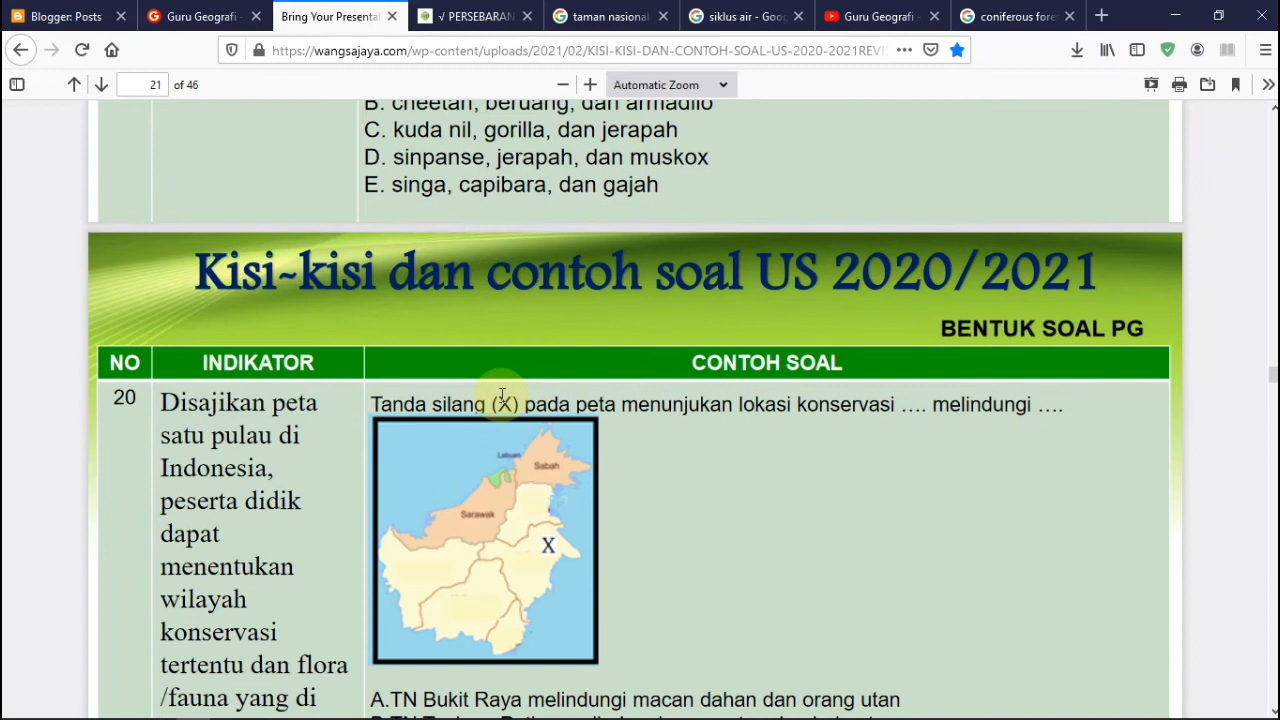 Blogger: Posts
Guru Geografi -
Bring Your Presenta
√ PERSEBARAN
taman nasional
siklus air - Goog
Guru Geografi -
coniferous fore
https://wangsajaya.com/wp-content/uploads/2021/02/KISI-KISI-DAN-CONTOH-SOAL-US-2020-2021REVI
21 of 46
Automatic Zoom
B. cheetah, beruang, dan armadilo
C. kuda nil, gorilla, dan jerapah
D. sinpanse, jerapah, dan muskox
E. singa, capibara, dan gajah
Kisi-kisi dan contoh soal US 2020/2021
BENTUK SOAL PG
NO INDIKATOR CONTOH SOAL
20
Disajikan peta
satu pulau di
Indonesia,
peserta didik
dapat
menentukan
wilayah
konservasi
tertentu dan flora
/fauna yang di
Tanda silang (X) pada peta menunjukan lokasi konservasi …. melindungi ….
Labuan
Sabah
Sarawak
X
A.TN Bukit Raya melindungi macan dahan dan orang utan